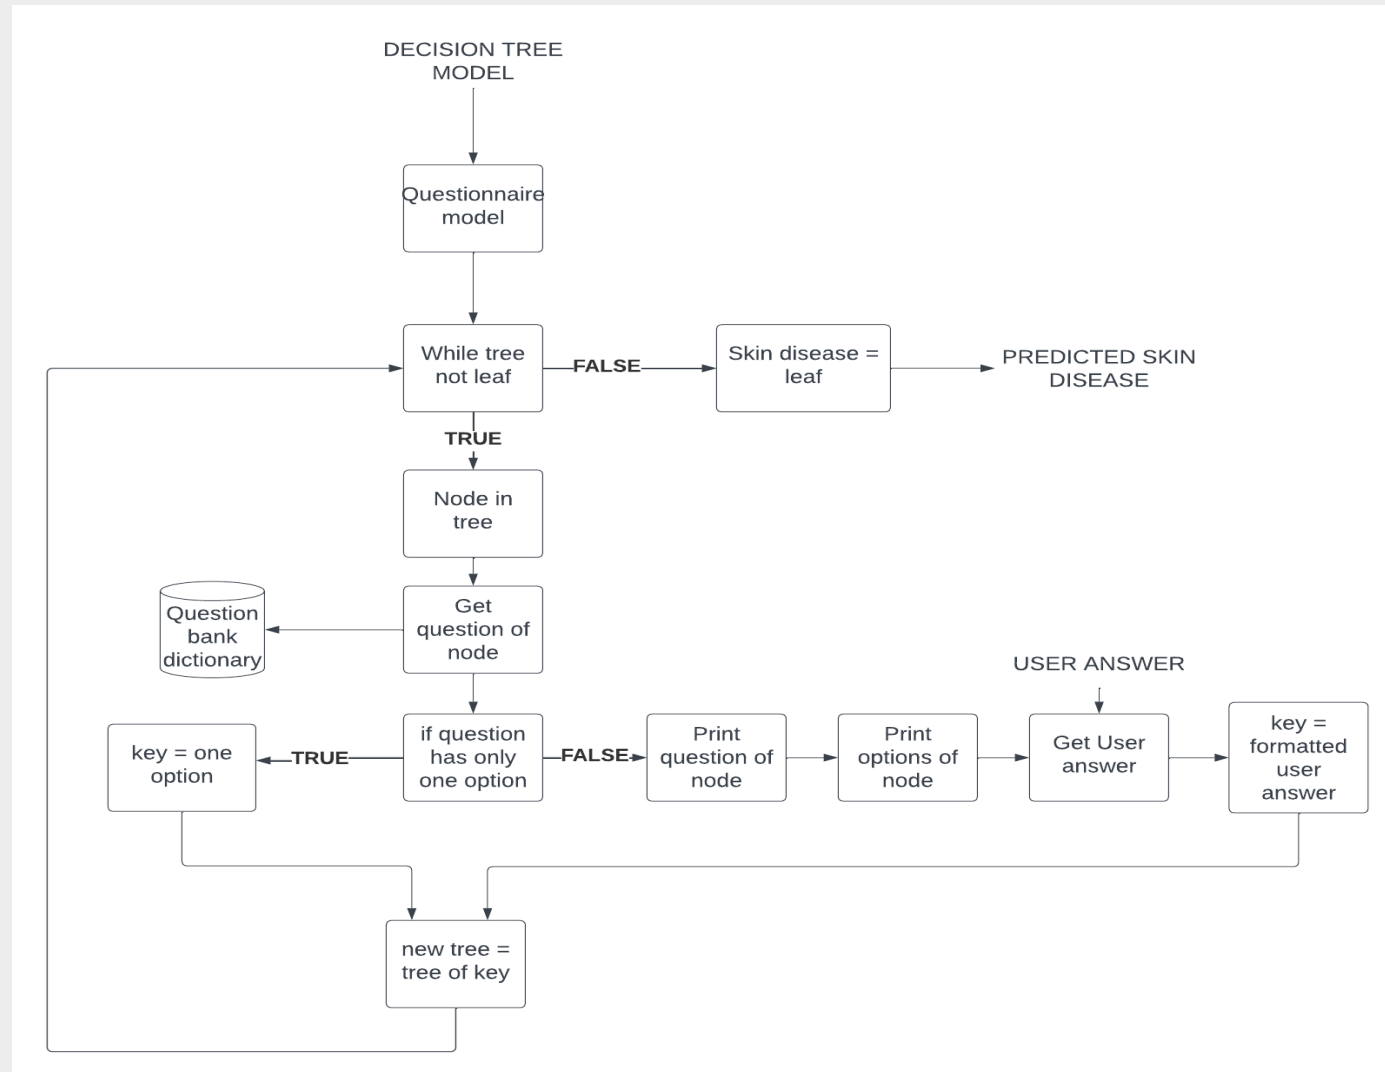 DECISION TREE
MODEL
Questionnaire
model
While tree
not leaf
FALSE
Skin disease =
leaf
PREDICTED SKIN
DISEASE
TRUE
Node in
tree
Get
question of
node
Question
bank
dictionary
if question
has only
one option
TRUE
key = one
option
FALSE
Print
question of
node
Print
options of
node
USER ANSWER
Get User
answer
key =
formatted
user
answer
new tree =
tree of key